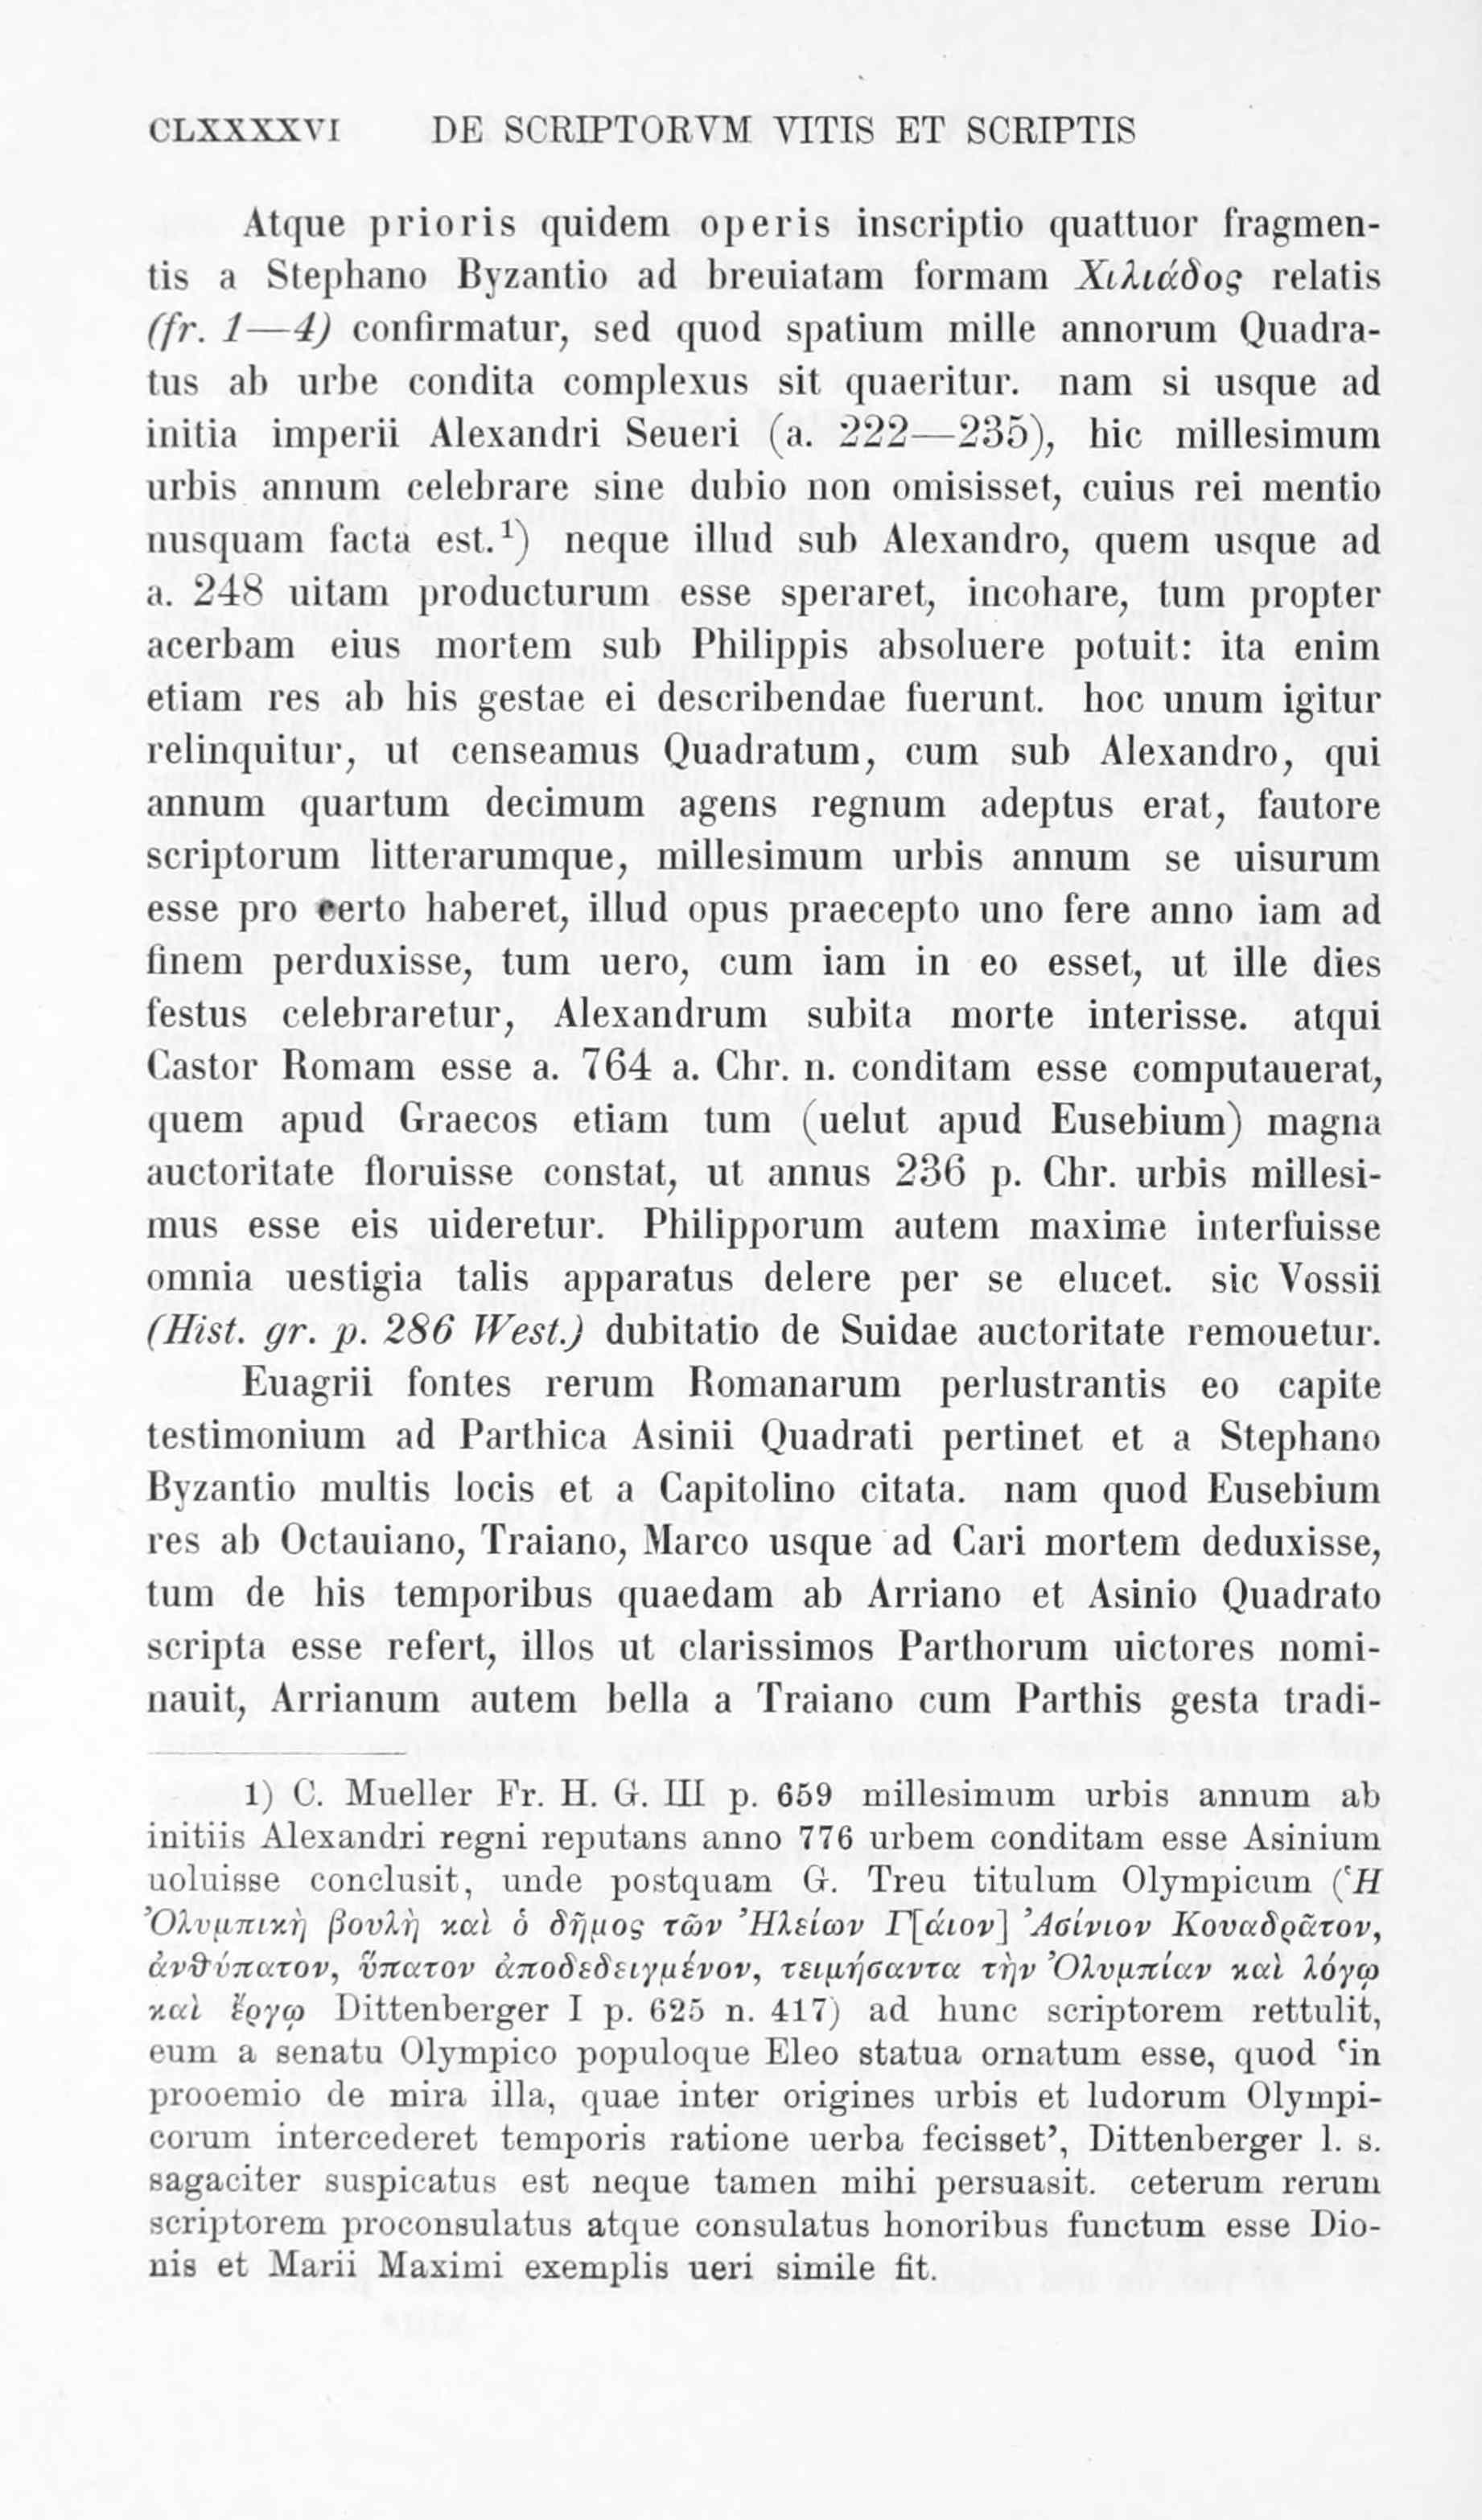 CLXXXXVI DE SCRIPTORVM VITIS ET SCRIPTIS
Atque prioris quidem operis inscriptio quattuor fragmen-
tis a Stephano Byzantio ad breuiatam formam Χιλιάδος relatis
(fr. 1—4) confirmatur, sed quod spatium mille annorum Quadra-
tus ab urbe condita complexus sit quaeritur. nam si usque ad
initia imperii Alexandri Seueri (a. 222—235), hic millesimum
urbis annum celebrare sine dubio non omisisset, cuius rei mentio
nusquam facta est.¹) neque illud sub Alexandro, quem usque ad
a. 248 uitam producturum esse speraret, incohare, tum propter
acerbam eius mortem sub Philippis absoluere potuit: ita enim
etiam res ab his gestae ei describendae fuerunt. hoc unum igitur
relinquitur, ut censeamus Quadratum, cum sub Alexandro, qui
annum quartum decimum agens regnum adeptus erat, fautore
scriptorum litterarumque, millesimum urbis annum se uisurum
esse pro certo haberet, illud opus praecepto uno fere anno iam ad
finem perduxisse, tum uero, cum iam in eo esset, ut ille dies
festus celebraretur, Alexandrum subita morte interisse. atqui
Castor Romam esse a. 764 a. Chr. n. conditam esse computauerat,
quem apud Graecos etiam tum (uelut apud Eusebium) magna
auctoritate floruisse constat, ut annus 236 p. Chr. urbis millesi-
mus esse eis uideretur. Philipporum autem maxime interfuisse
omnia uestigia talis apparatus delere per se elucet. sic Vossii
(Hist. gr. p. 286 West.) dubitatio de Suidae auctoritate remouetur.
Euagrii fontes rerum Romanarum perlustrantis eo capite
testimonium ad Parthica Asinii Quadrati pertinet et a Stephano
Byzantio multis locis et a Capitolino citata. nam quod Eusebium
res ab Octauiano, Traiano, Marco usque ad Cari mortem deduxisse,
tum de his temporibus quaedam ab Arriano et Asinio Quadrato
scripta esse refert, illos ut clarissimos Parthorum uictores nomi-
nauit, Arrianum autem bella a Traiano cum Parthis gesta tradi-
1) C. Mueller Fr. H. G. III p. 659 millesimum urbis annum ab
initiis Alexandri regni reputans anno 776 urbem conditam esse Asinium
uoluisse conclusit, unde postquam G. Treu titulum Olympicum (Ἡ
Ὀλυμπικὴ βουλὴ καὶ ὁ δῆμος τῶν Ἠλείων Γ[άιον] Ἀσίνιον Κουαδρᾶτον,
ἀνθύπατον, ὕπατον ἀποδεδειγμένον, τειμήσαντα τὴν Ὀλυμπίαν καὶ λόγῳ
καὶ ἔργῳ Dittenberger I p. 625 n. 417) ad hunc scriptorem rettulit,
eum a senatu Olympico populoque Eleo statua ornatum esse, quod ‘in
prooemio de mira illa, quae inter origines urbis et ludorum Olympi-
corum intercederet temporis ratione uerba fecisset’, Dittenberger l. s.
sagaciter suspicatus est neque tamen mihi persuasit. ceterum rerum
scriptorem proconsulatus atque consulatus honoribus functum esse Dio-
nis et Marii Maximi exemplis ueri simile fit.